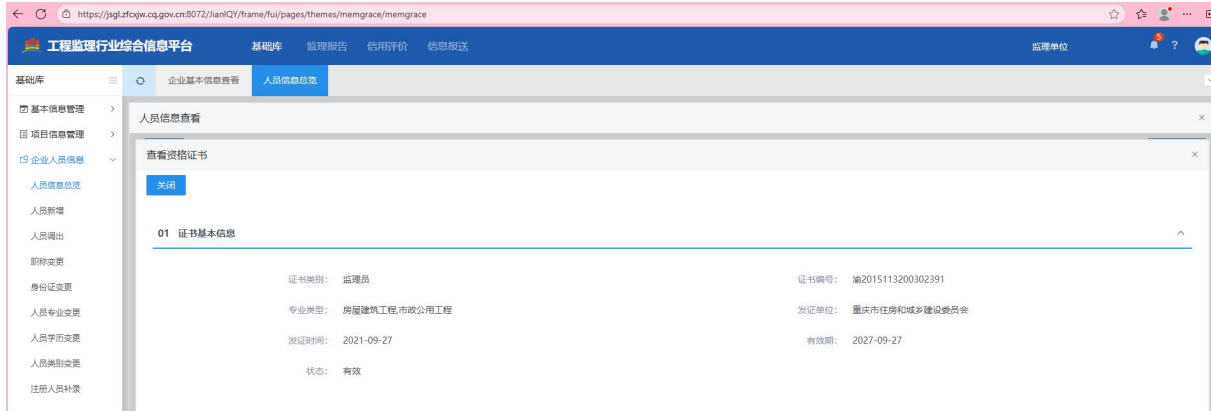 https://jsgl.zfcxjw.cq.gov.cn:8072/JianlQY/frame/fui/pages/themes/memgrace/memgrace
工程监理行业综合信息平台 基础库 监理报告 信用评价 信息报送 监理单位 5 ?
基础库 企业基本信息查看 人员信息总览
基本信息管理
人员信息查看
项目信息管理
企业人员信息
查看资格证书
人员信息总览
关闭
人员新增
人员调出
01 证书基本信息
职称变更
身份证变更
证书类别: 监理员 证书编号: 渝2015113200302391
人员专业变更
专业类型: 房屋建筑工程,市政公用工程 发证单位: 重庆市住房和城乡建设委员会
人员学历变更
发证时间: 2021-09-27 有效期: 2027-09-27
人员类别变更
状态: 有效
注册人员补录